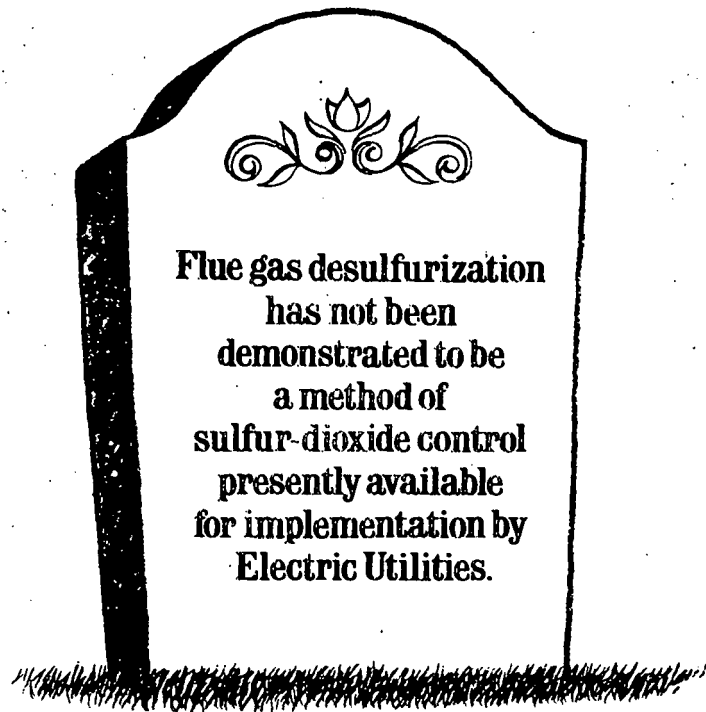 Flue gas desulfurization
has not been
demonstrated to be
a method of
sulfur-dioxide control
presently available
for implementation by
Electric Utilities.